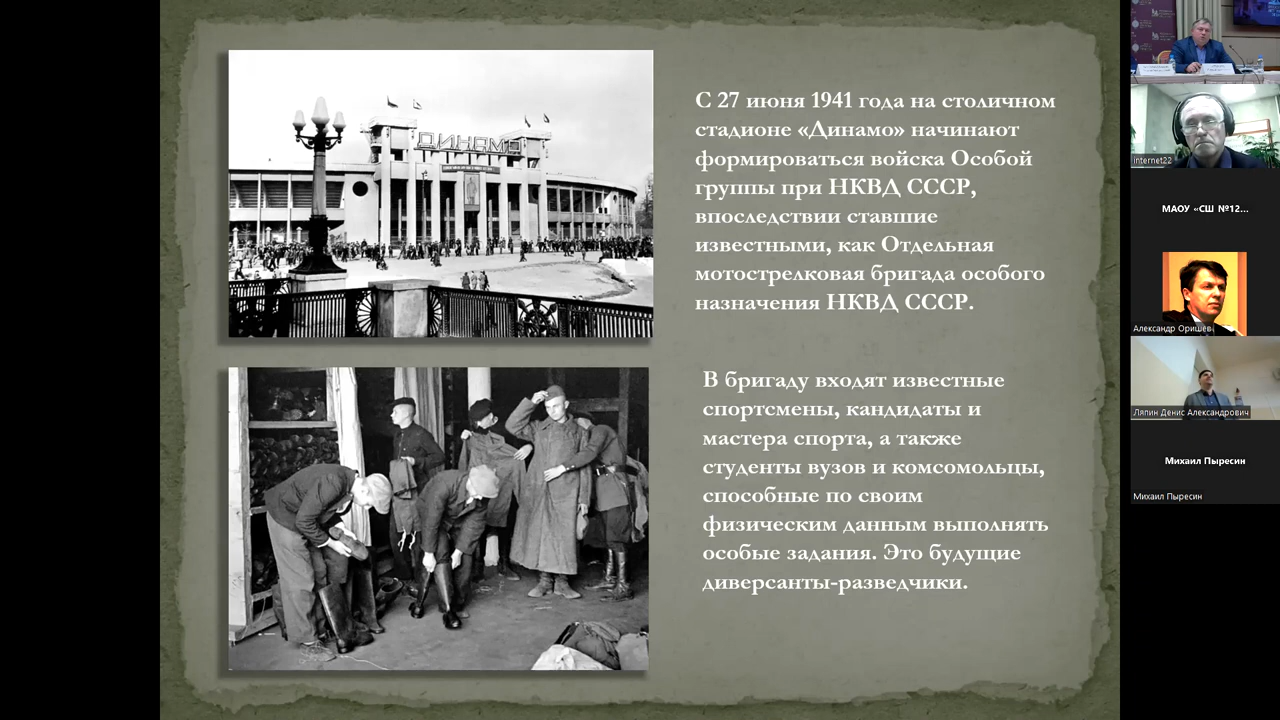 ДИНАМО
С 27 июня 1941 года на столичном
стадионе «Динамо» начинают
формироваться войска Особой
группы при НКВД СССР,
впоследствии ставшие
известными, как Отдельная
мотострелковая бригада особого
назначения НКВД СССР.
В бригаду входят известные
спортсмены, кандидаты и
мастера спорта, а также
студенты вузов и комсомольцы,
способные по своим
физическим данным выполнять
особые задания. Это будущие
диверсанты-разведчики.
internet22
МАОУ «СШ №12...
Александр Оришев
Ляпин Денис Александрович
Михаил Пыресин
Михаил Пыресин